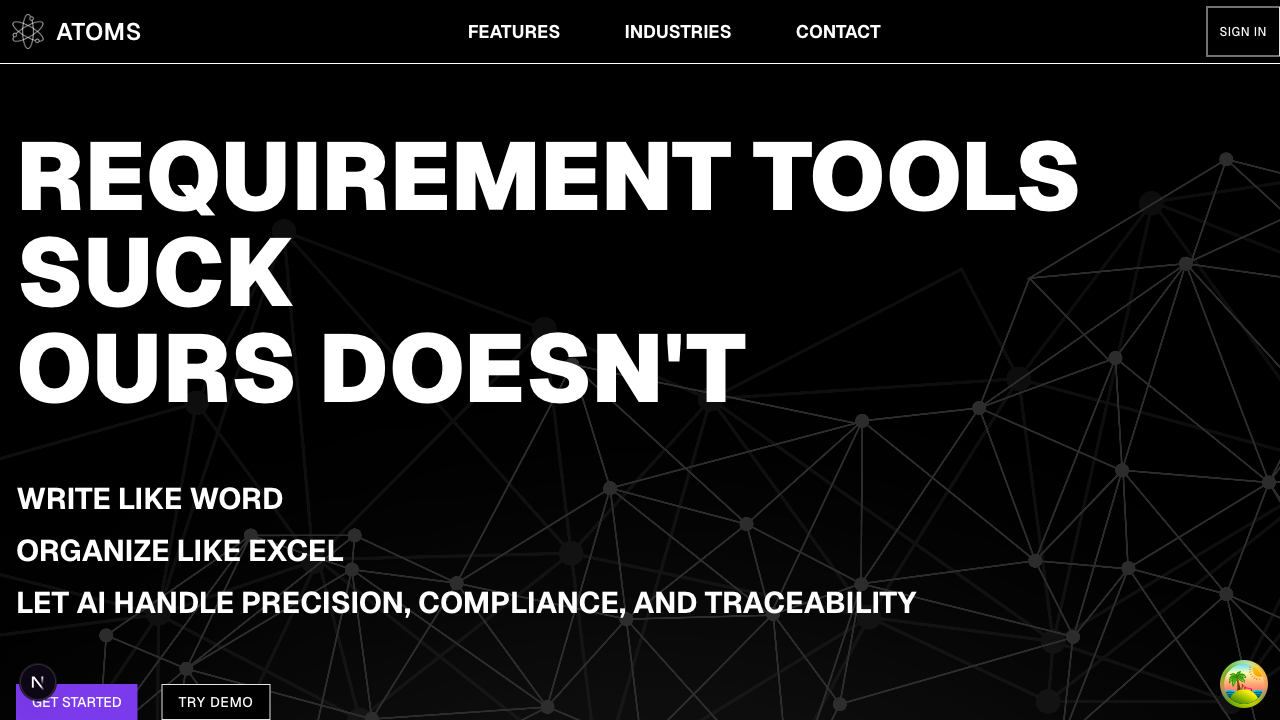 ATOMS
FEATURES
INDUSTRIES
CONTACT
SIGN IN
REQUIREMENT TOOLS
SUCK
OURS DOESN'T
WRITE LIKE WORD
ORGANIZE LIKE EXCEL
LET AI HANDLE PRECISION, COMPLIANCE, AND TRACEABILITY
N
GET STARTED
TRY DEMO